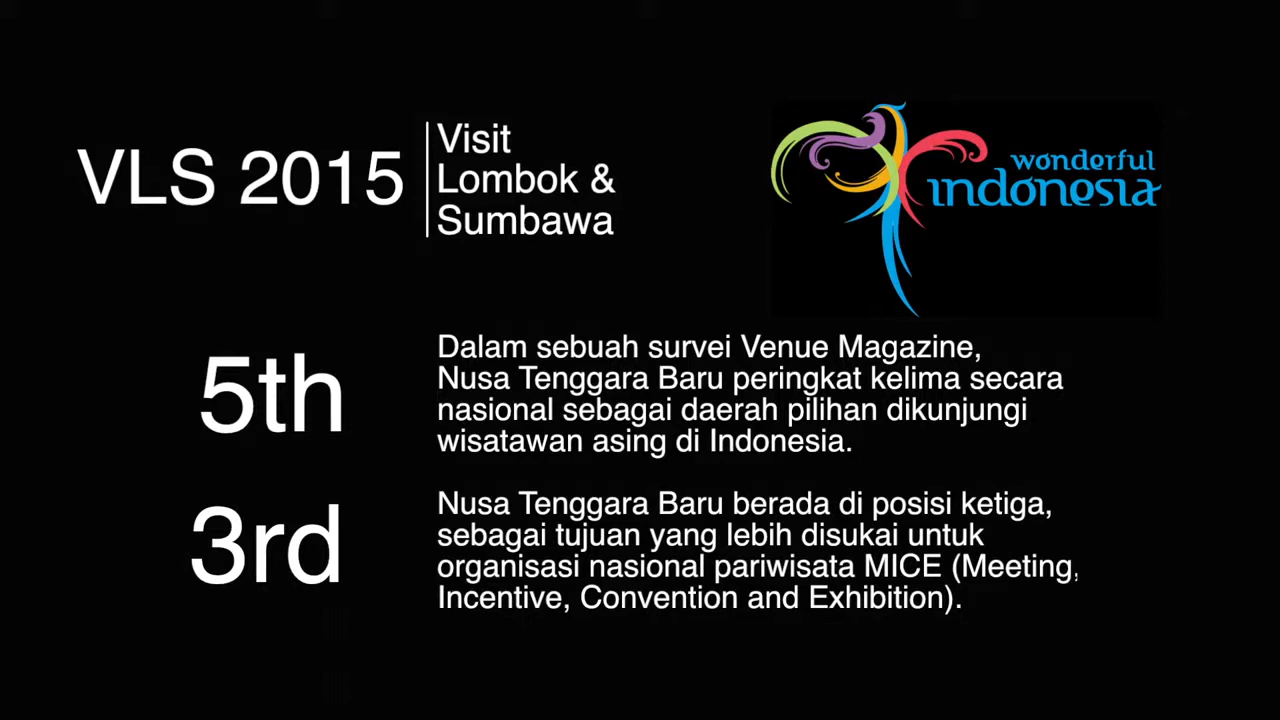 VLS 2015
Visit
Lombok &
Sumbawa
wonderful
indonesia
5th
Dalam sebuah survei Venue Magazine,
Nusa Tenggara Baru peringkat kelima secara
nasional sebagai daerah pilihan dikunjungi
wisatawan asing di Indonesia.
3rd
Nusa Tenggara Baru berada di posisi ketiga,
sebagai tujuan yang lebih disukai untuk
organisasi nasional pariwisata MICE (Meeting,
Incentive, Convention and Exhibition).